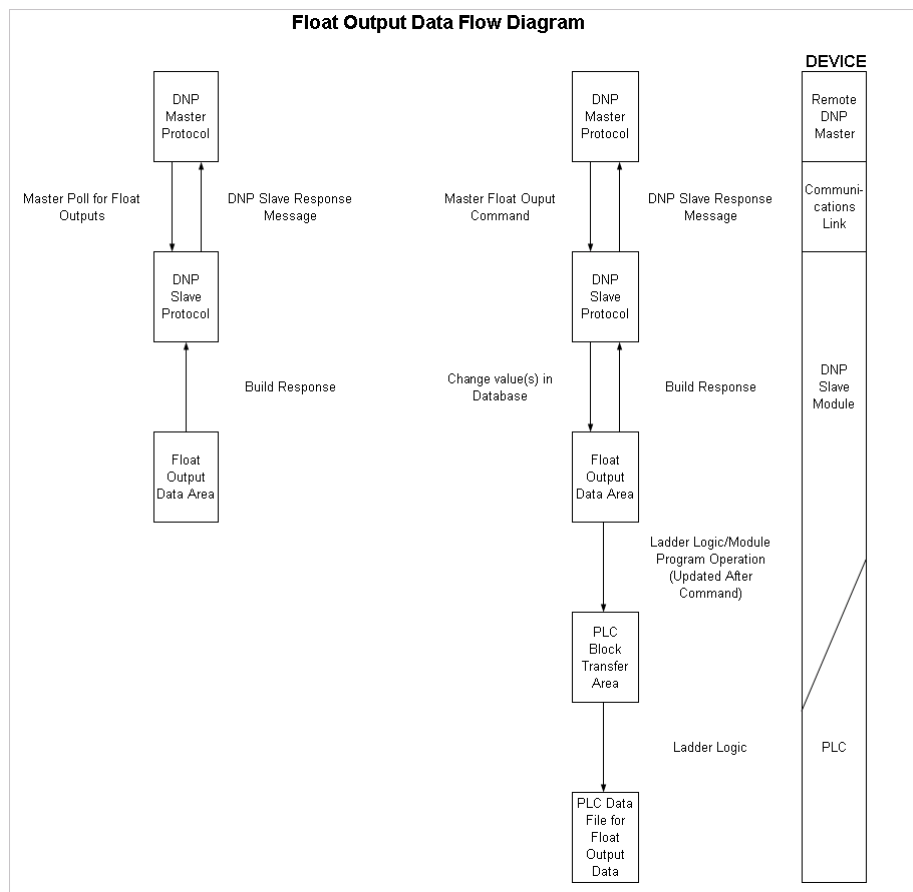 Float Output Data Flow Diagram
DEVICE
DNP
Master
Protocol
DNP
Master
Protocol
Remote
DNP
Master
Master Poll for Float
Outputs
DNP Slave Response
Message
Master Float Ouput
Command
DNP Slave Response
Message
Communi-
cations
Link
DNP
Slave
Protocol
DNP
Slave
Protocol
Build Response
Change value(s) in
Database
Build Response
DNP
Slave
Module
Float
Output
Data Area
Float
Output
Data Area
Ladder Logic/Module
Program Operation
(Updated After
Command)
PLC
Block
Transfer
Area
Ladder Logic
PLC
PLC Data
File for
Float
Output
Data